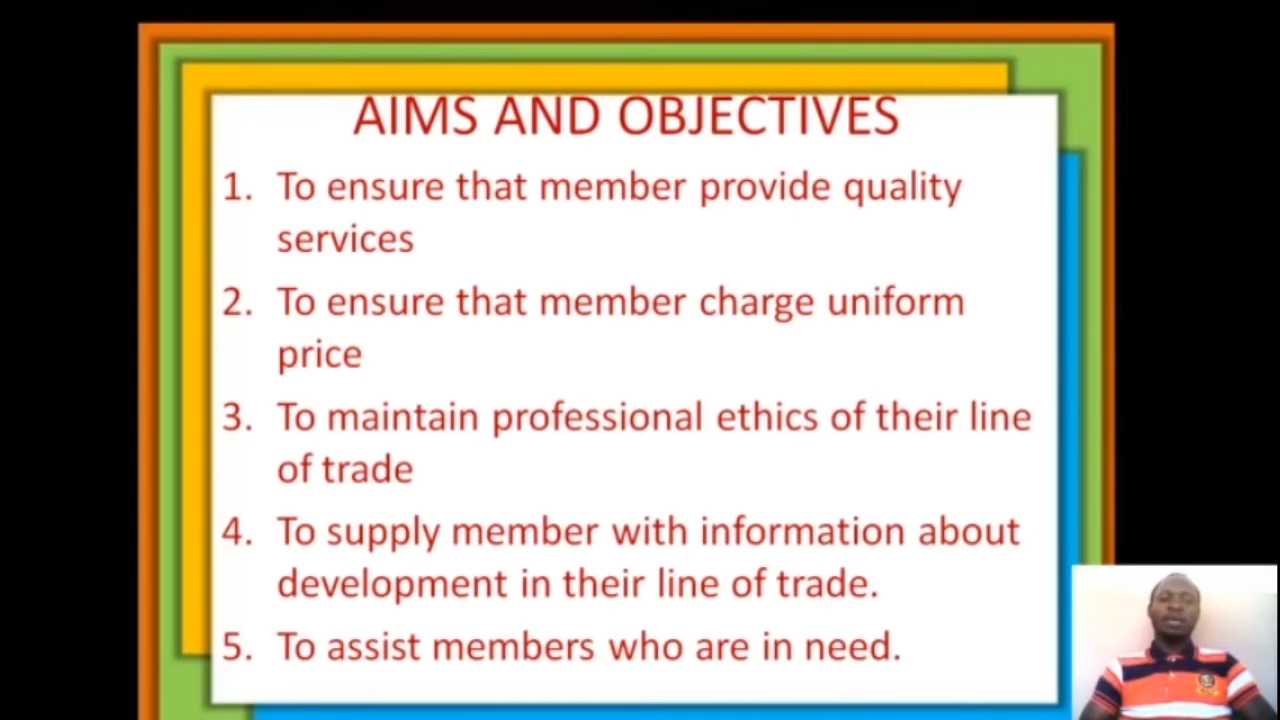 AIMS AND OBJECTIVES
1. To ensure that member provide quality
services
2. To ensure that member charge uniform
price
3. To maintain professional ethics of their line
of trade
4. To supply member with information about
development in their line of trade.
5. To assist members who are in need.